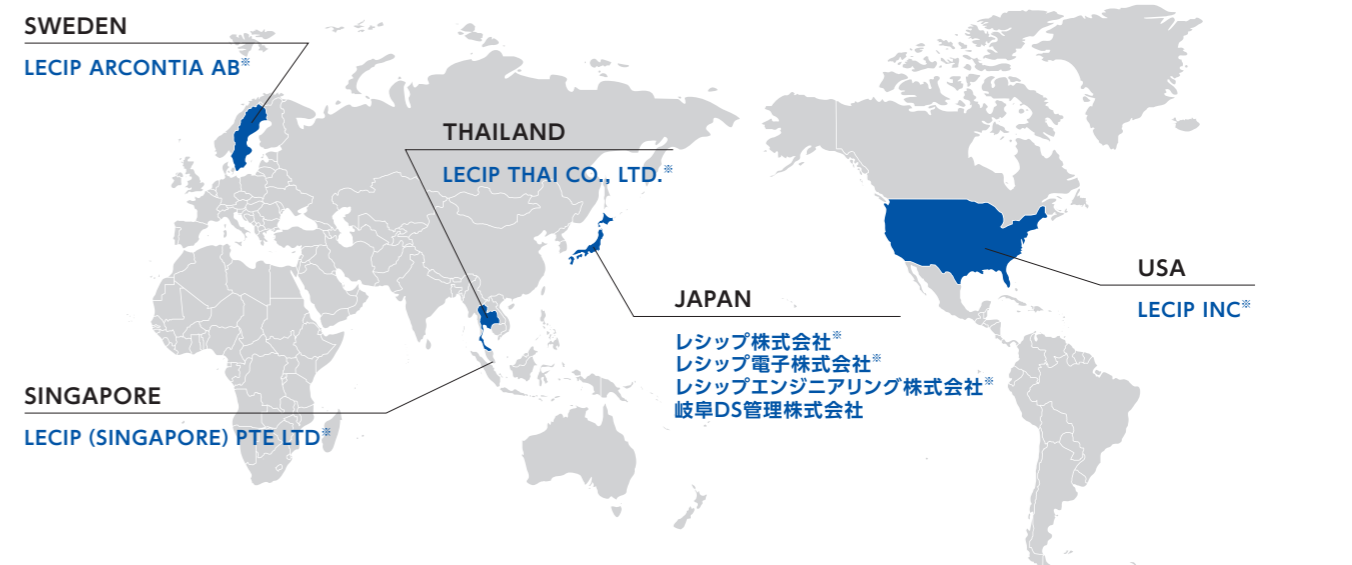 SWEDEN
LECIP ARCONTIA AB※
THAILAND
LECIP THAI CO., LTD.※
JAPAN
レシップ株式会社※
レシップ電子株式会社※
レシップエンジニアリング株式会社※
岐阜DS管理株式会社
USA
LECIP INC※
SINGAPORE
LECIP (SINGAPORE) PTE LTD※